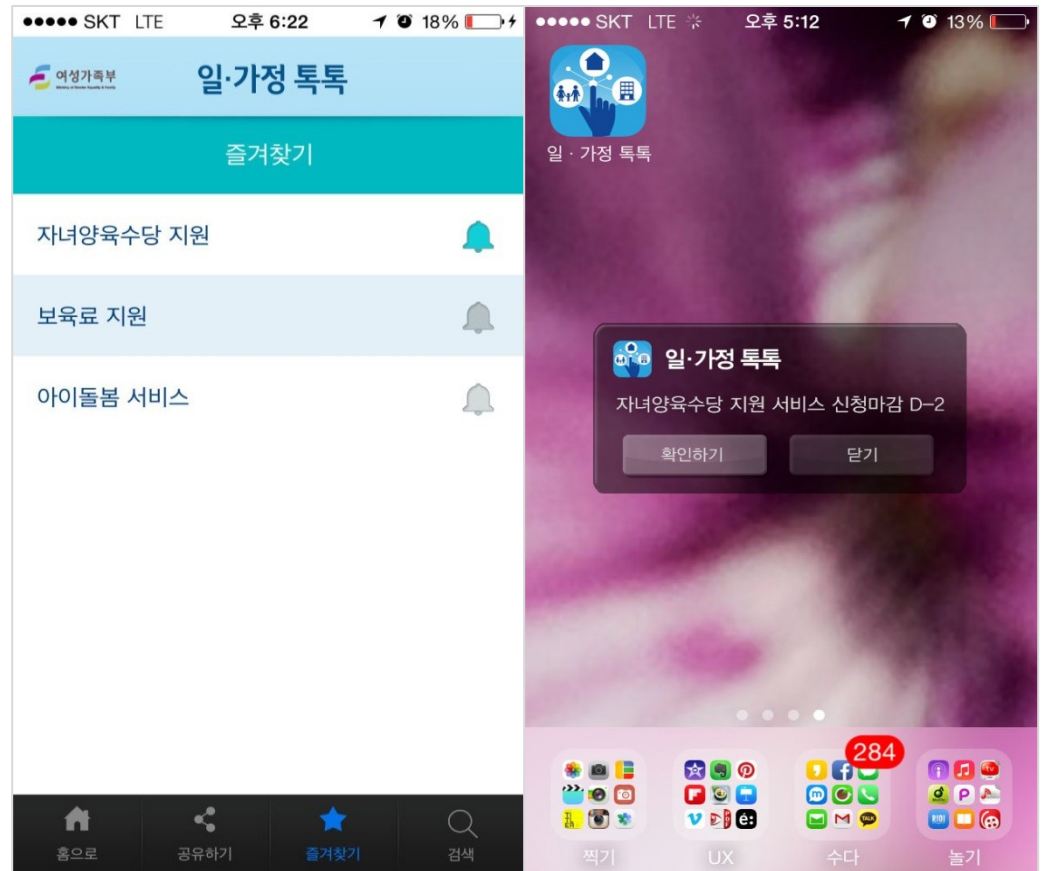 SKT LTE 오후 6:22 18%
여성가족부 일·가정 톡톡
즐겨찾기
자녀양육수당 지원
보육료 지원
아이돌봄 서비스
홈으로 공유하기 즐겨찾기 검색
SKT LTE 오후 5:12 13%
일 · 가정 톡톡
일·가정 톡톡
자녀양육수당 지원 서비스 신청마감 D-2
확인하기 닫기
284
찍기 UX 수다 놀기